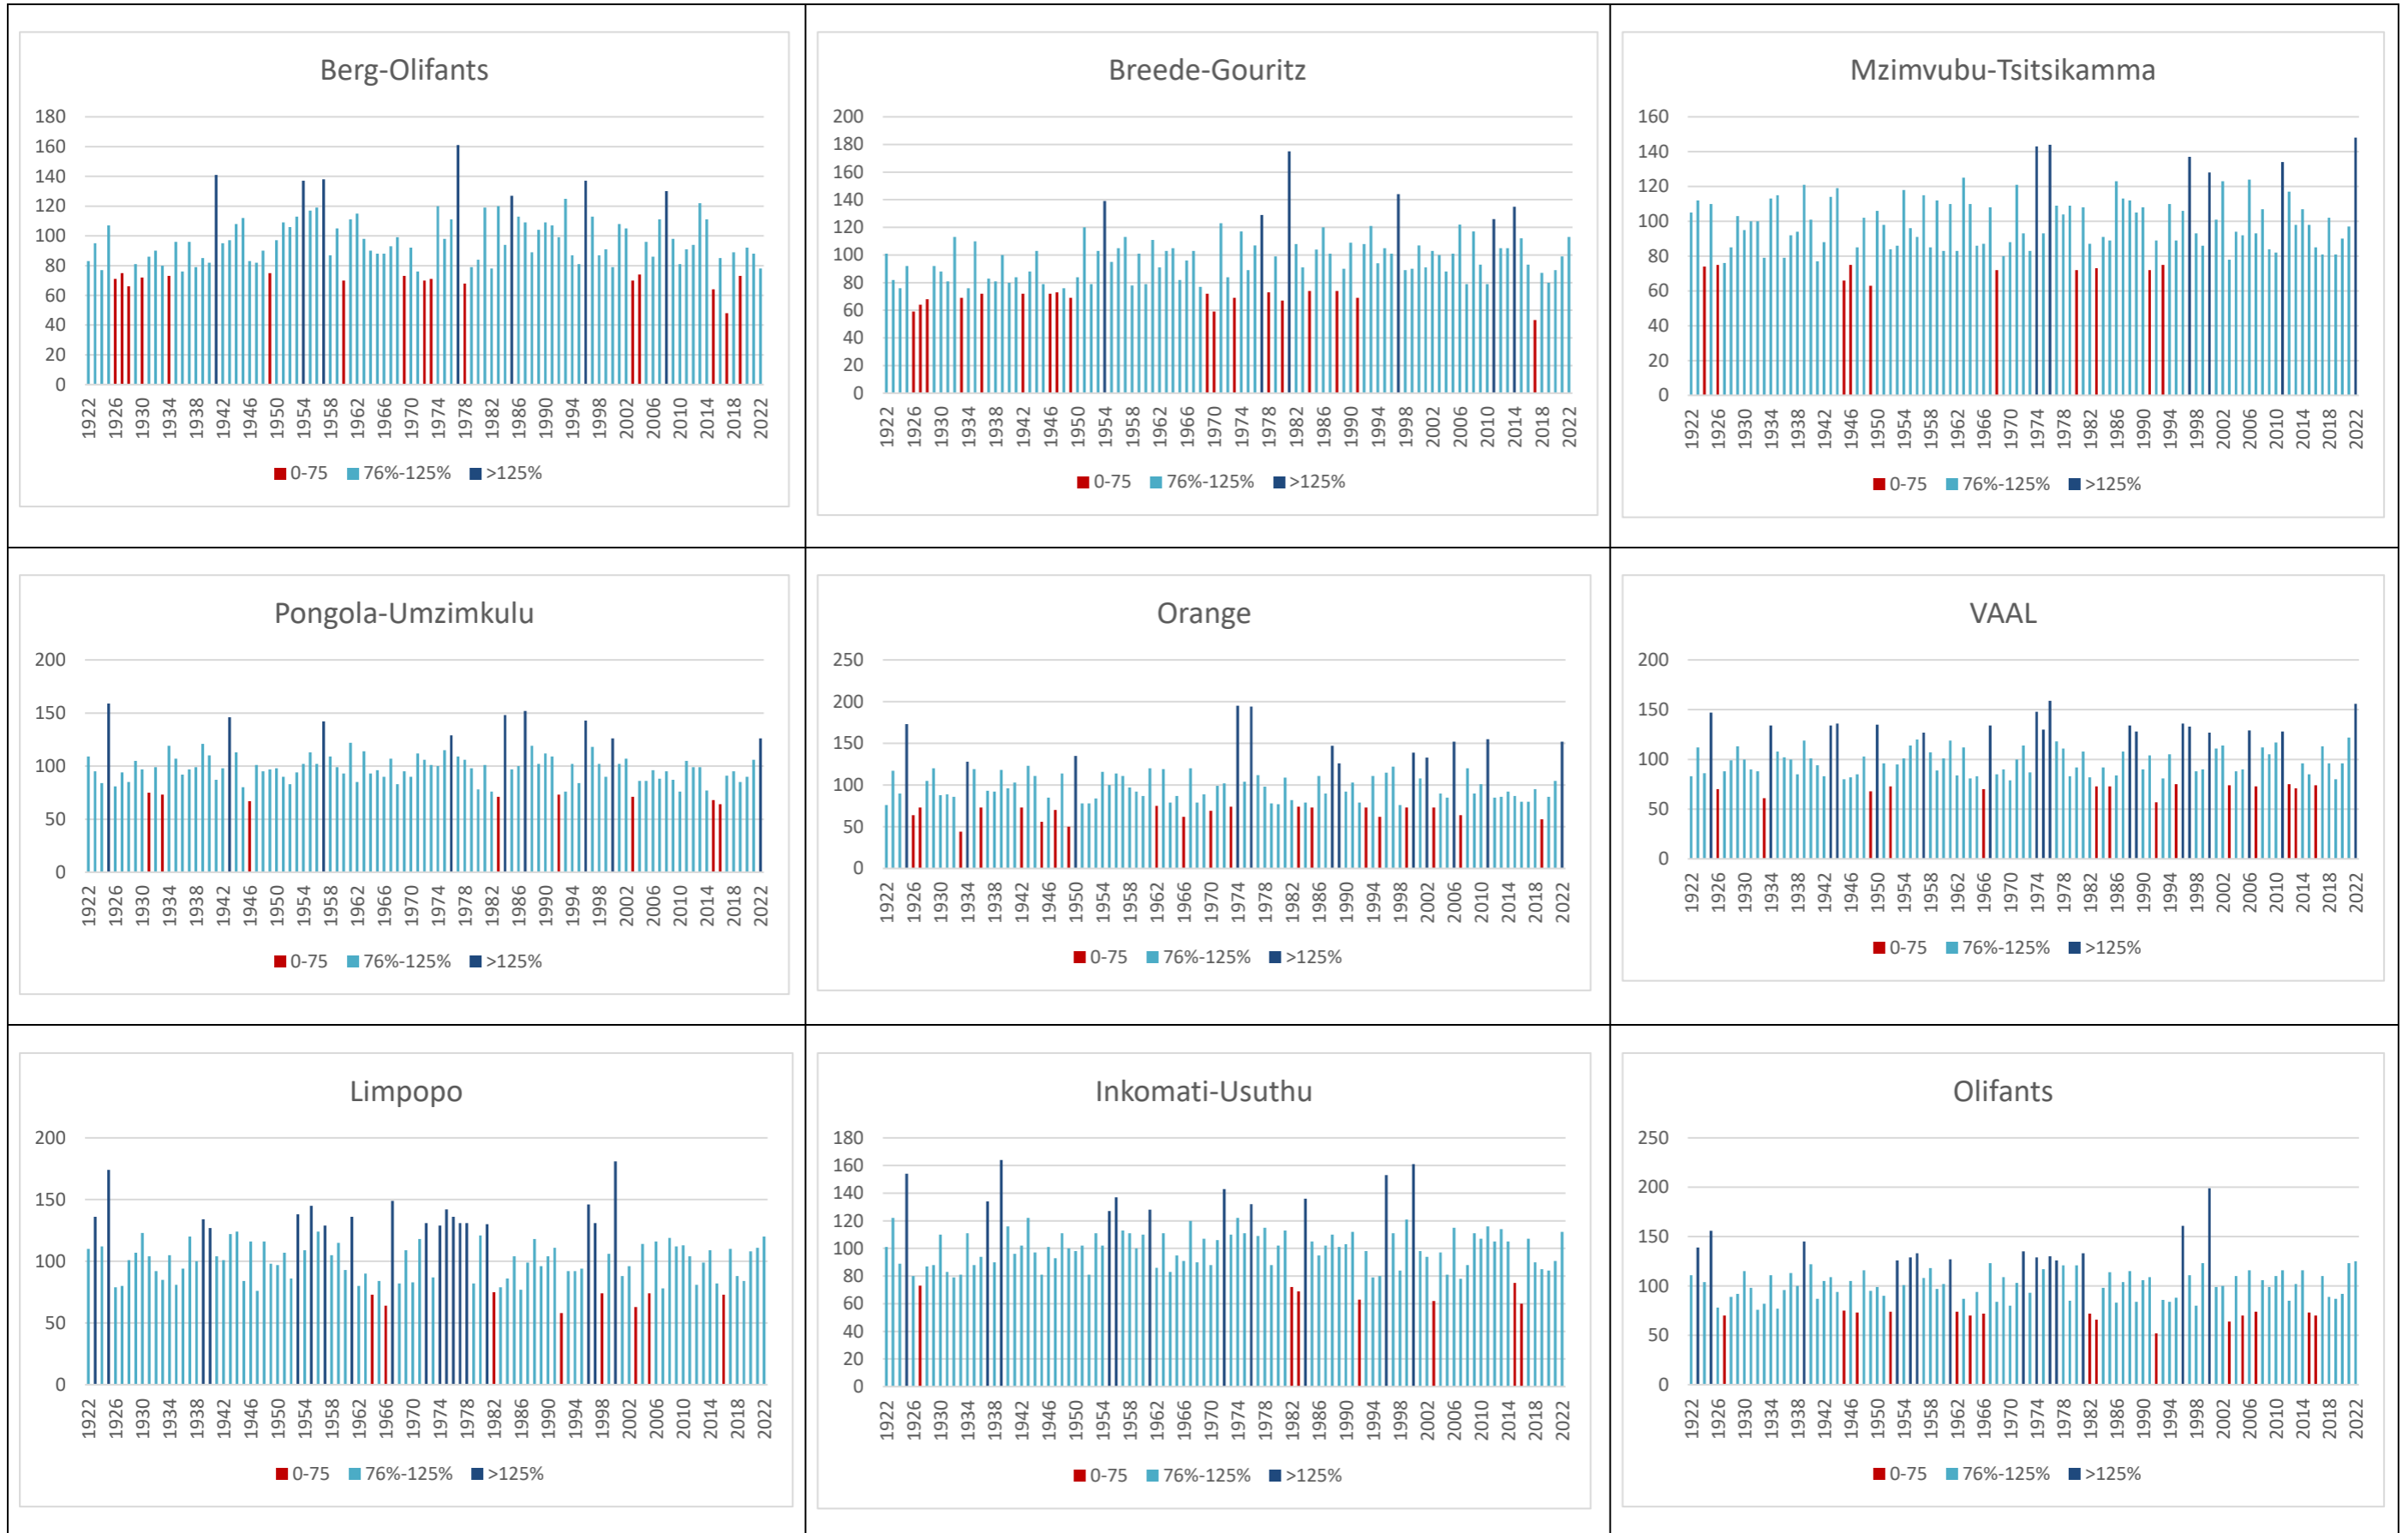 Berg-Olifants
180
160
140
120
100
80
60
40
20
0
1922 1926 1930 1934 1938 1942 1946 1950 1954 1958 1962 1966 1970 1974 1978 1982 1986 1990 1994 1998 2002 2006 2010 2014 2018 2022
0-75 76%-125% >125%
Breede-Gouritz
200
180
160
140
120
100
80
60
40
20
0
1922 1926 1930 1934 1938 1942 1946 1950 1954 1958 1962 1966 1970 1974 1978 1982 1986 1990 1994 1998 2002 2006 2010 2014 2018 2022
0-75 76%-125% >125%
Mzimvubu-Tsitsikamma
160
140
120
100
80
60
40
20
0
1922 1926 1930 1934 1938 1942 1946 1950 1954 1958 1962 1966 1970 1974 1978 1982 1986 1990 1994 1998 2002 2006 2010 2014 2018 2022
0-75 76%-125% >125%
Pongola-Umzimkulu
200
150
100
50
0
1922 1926 1930 1934 1938 1942 1946 1950 1954 1958 1962 1966 1970 1974 1978 1982 1986 1990 1994 1998 2002 2006 2010 2014 2018 2022
0-75 76%-125% >125%
Orange
250
200
150
100
50
0
1922 1926 1930 1934 1938 1942 1946 1950 1954 1958 1962 1966 1970 1974 1978 1982 1986 1990 1994 1998 2002 2006 2010 2014 2018 2022
0-75 76%-125% >125%
VAAL
200
150
100
50
0
1922 1926 1930 1934 1938 1942 1946 1950 1954 1958 1962 1966 1970 1974 1978 1982 1986 1990 1994 1998 2002 2006 2010 2014 2018 2022
0-75 76%-125% >125%
Limpopo
200
150
100
50
0
1922 1926 1930 1934 1938 1942 1946 1950 1954 1958 1962 1966 1970 1974 1978 1982 1986 1990 1994 1998 2002 2006 2010 2014 2018 2022
0-75 76%-125% >125%
Inkomati-Usuthu
180
160
140
120
100
80
60
40
20
0
1922 1926 1930 1934 1938 1942 1946 1950 1954 1958 1962 1966 1970 1974 1978 1982 1986 1990 1994 1998 2002 2006 2010 2014 2018 2022
0-75 76%-125% >125%
Olifants
250
200
150
100
50
0
1922 1926 1930 1934 1938 1942 1946 1950 1954 1958 1962 1966 1970 1974 1978 1982 1986 1990 1994 1998 2002 2006 2010 2014 2018 2022
0-75 76%-125% >125%